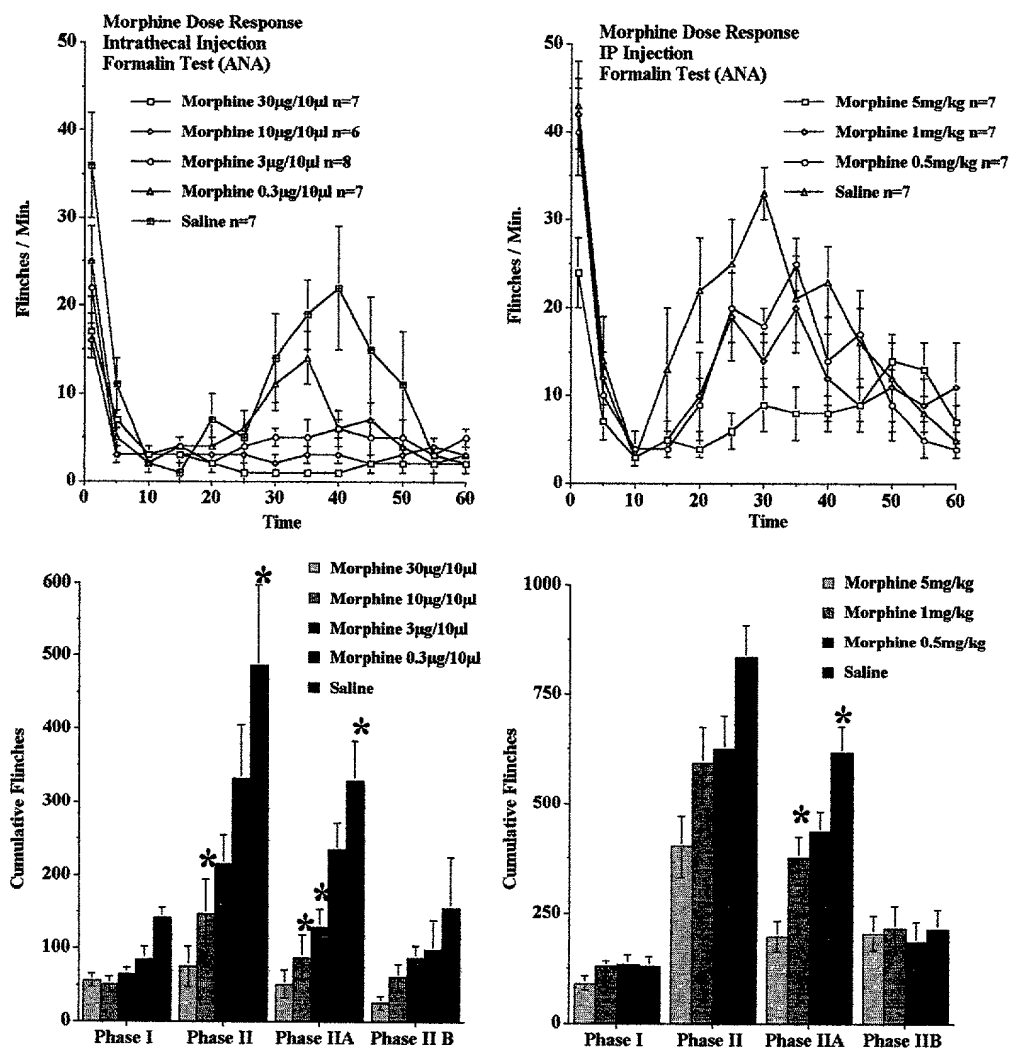 Morphine Dose Response
Intrathecal Injection
Formalin Test (ANA)
Morphine 30µg/10µl n=7
Morphine 10µg/10µl n=6
Morphine 3µg/10µl n=8
Morphine 0.3µg/10µl n=7
Saline n=7
Flinches / Min.
50
40
30
20
10
0
0 10 20 30 40 50 60
Time
Morphine Dose Response
IP Injection
Formalin Test (ANA)
Morphine 5mg/kg n=7
Morphine 1mg/kg n=7
Morphine 0.5mg/kg n=7
Saline n=7
Flinches / Min.
50
40
30
20
10
0
0 10 20 30 40 50 60
Time
Morphine 30µg/10µl
Morphine 10µg/10µl
Morphine 3µg/10µl
Morphine 0.3µg/10µl
Saline
Cumulative Flinches
600
500
400
300
200
100
0
* * * * *
Phase I Phase II Phase IIA Phase II B
Morphine 5mg/kg
Morphine 1mg/kg
Morphine 0.5mg/kg
Saline
Cumulative Flinches
1000
750
500
250
0
* *
Phase I Phase II Phase IIA Phase IIB